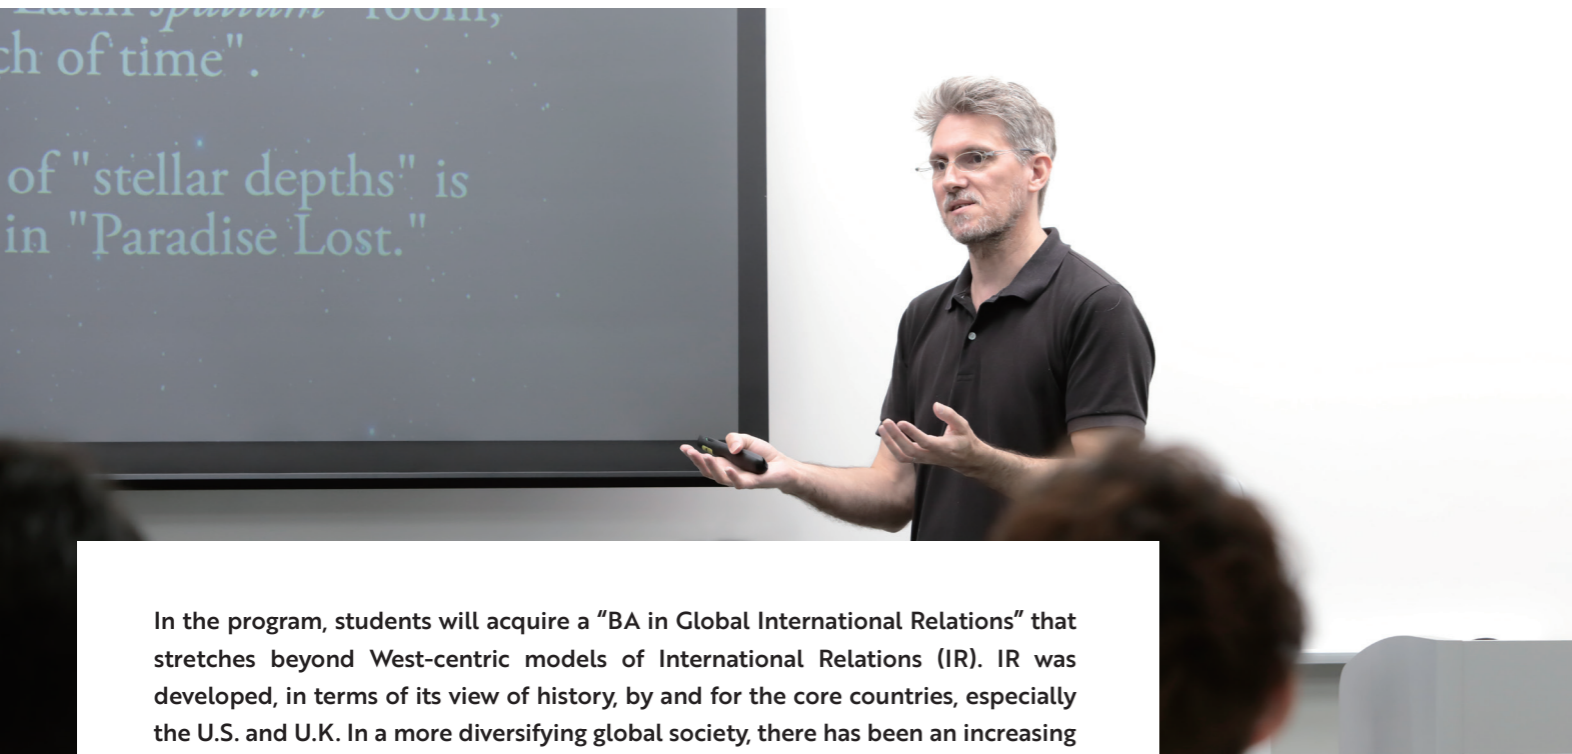 Latin spatium "room,
ch of time".
of "stellar depths" is
in "Paradise Lost."
In the program, students will acquire a “BA in Global International Relations” that
stretches beyond West-centric models of International Relations (IR). IR was
developed, in terms of its view of history, by and for the core countries, especially
the U.S. and U.K. In a more diversifying global society, there has been an increasing